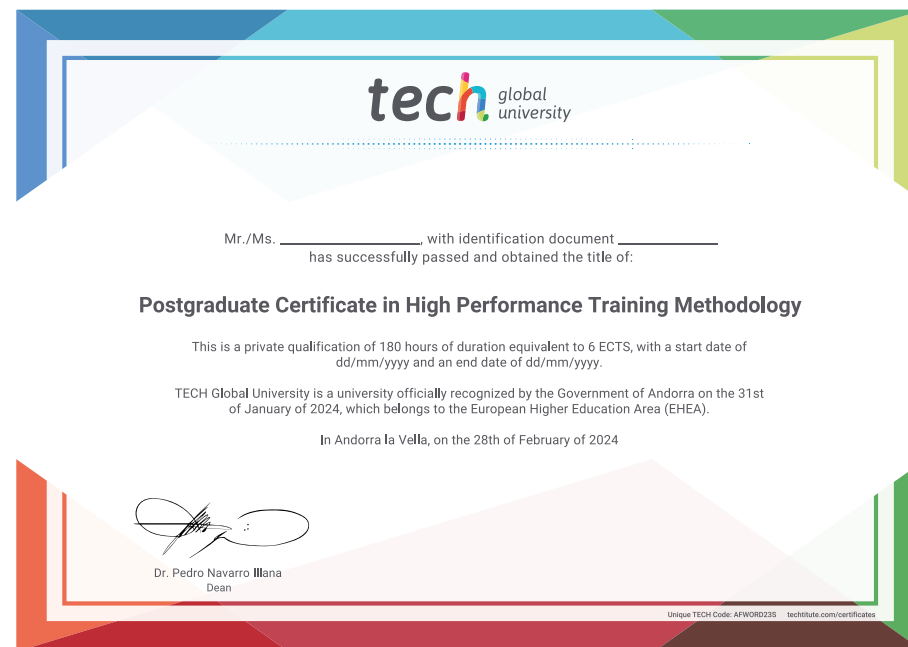 tech global university
Mr./Ms. ____________________, with identification document ______________
has successfully passed and obtained the title of:
Postgraduate Certificate in High Performance Training Methodology
This is a private qualification of 180 hours of duration equivalent to 6 ECTS, with a start date of
dd/mm/yyyy and an end date of dd/mm/yyyy.
TECH Global University is a university officially recognized by the Government of Andorra on the 31st
of January of 2024, which belongs to the European Higher Education Area (EHEA).
In Andorra la Vella, on the 28th of February of 2024
Dr. Pedro Navarro Illana
Dean
Unique TECH Code: AFWORD23S techtitute.com/certificates